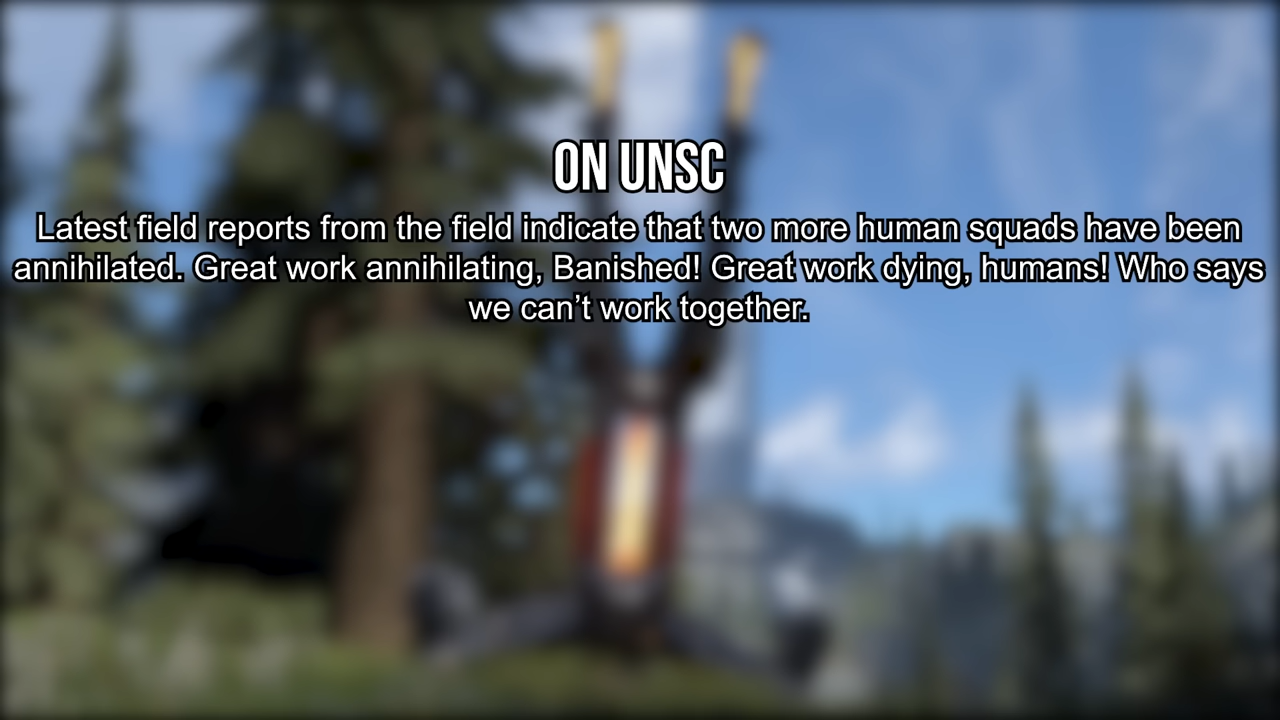 ON UNSC
Latest field reports from the field indicate that two more human squads have been
annihilated. Great work annihilating, Banished! Great work dying, humans! Who says
we can’t work together.